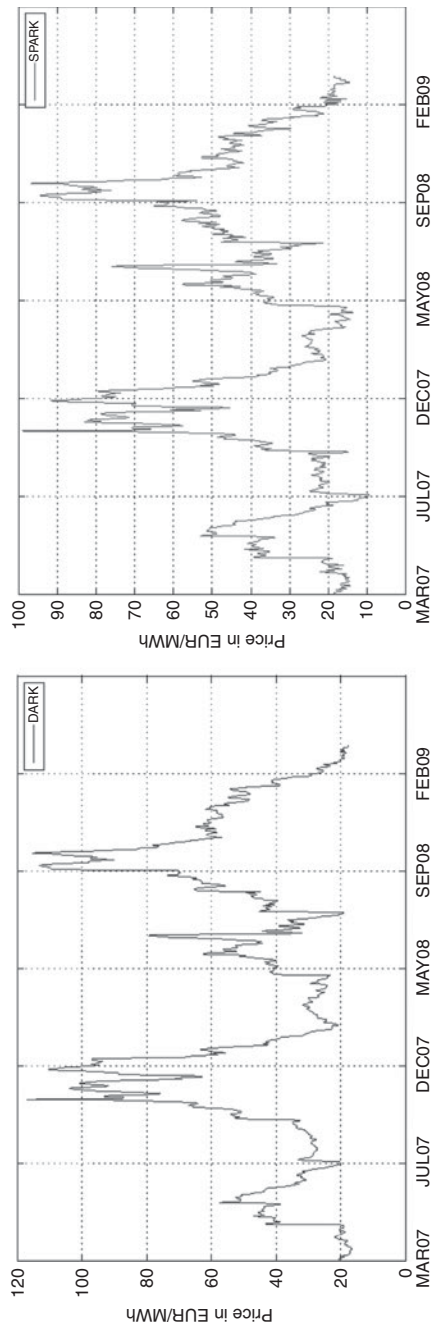 DARK
Price in EUR/MWh
120
100
80
60
40
20
0
MAR07
JUL07
DEC07
MAY08
SEP08
FEB09
SPARK
Price in EUR/MWh
100
90
80
70
60
50
40
30
20
10
0
MAR07
JUL07
DEC07
MAY08
SEP08
FEB09